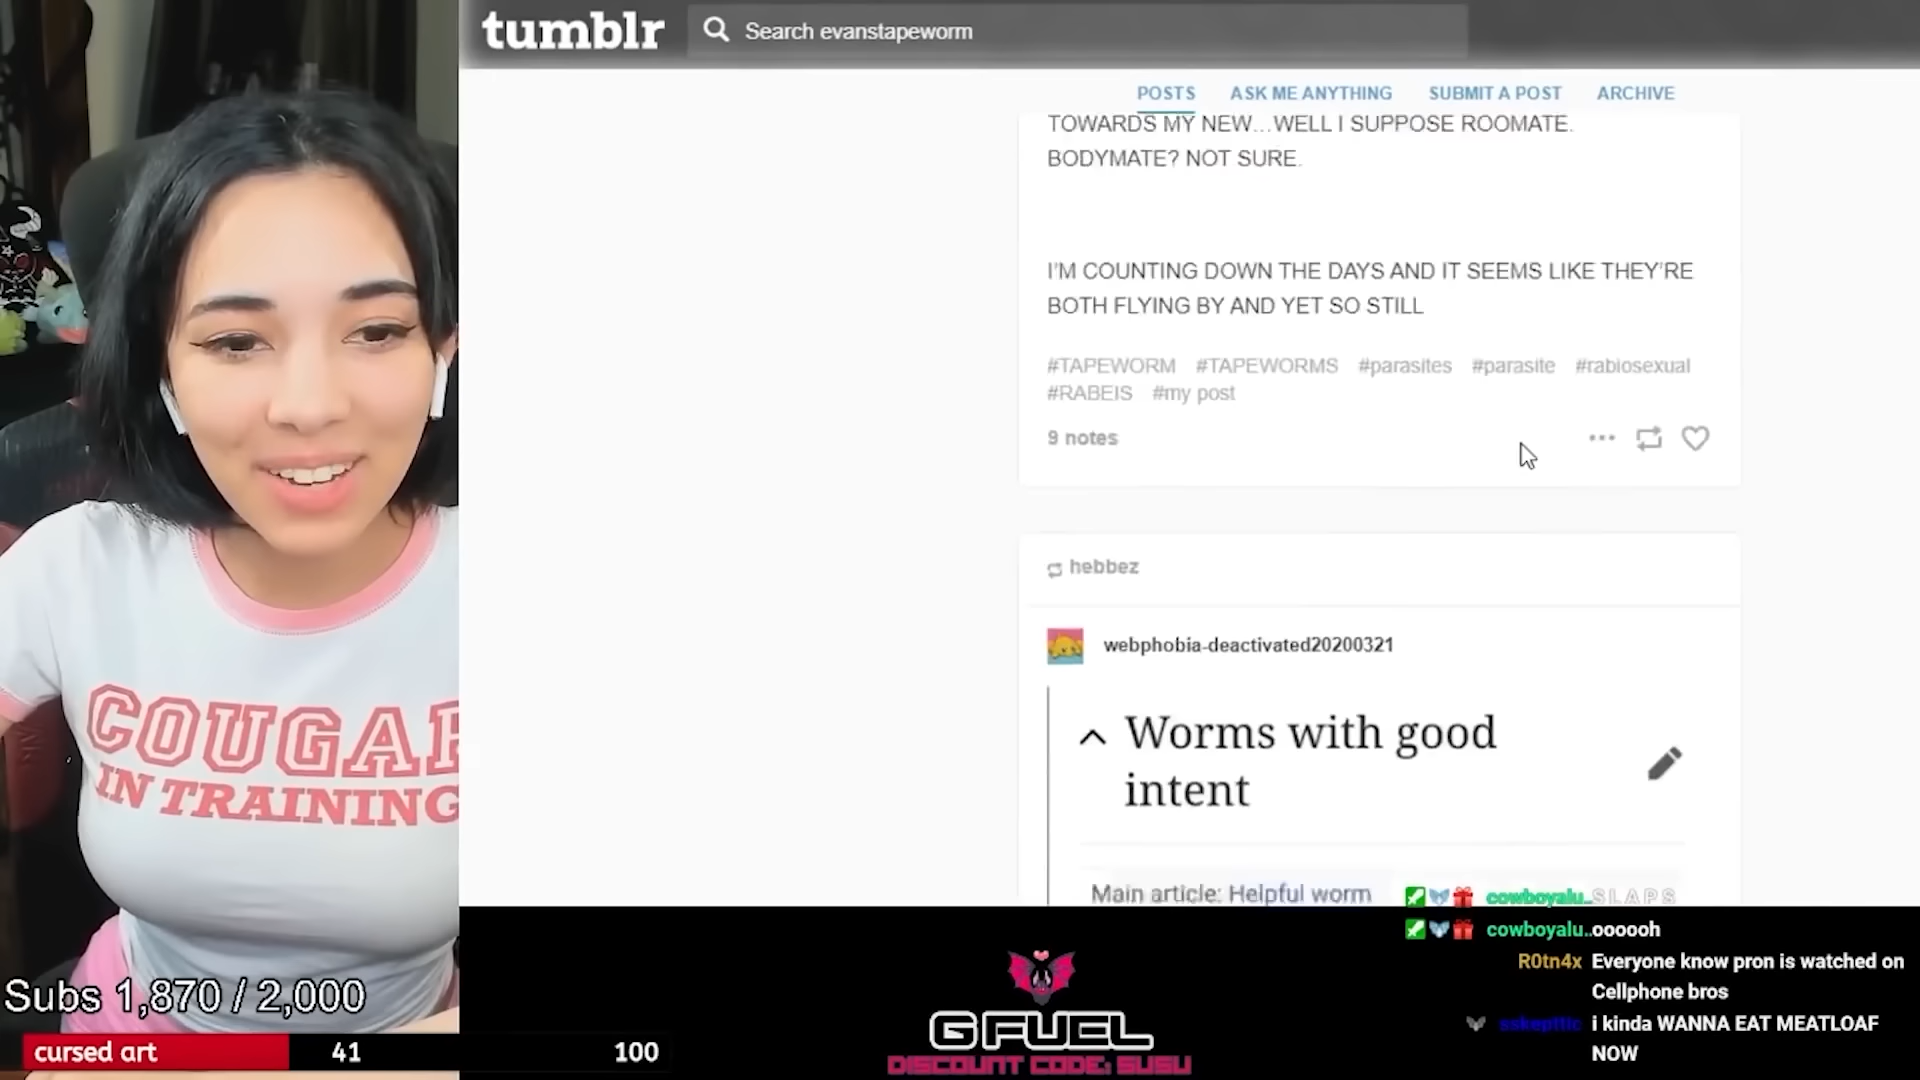 tumblr
Search evanstapeworm
POSTS ASK ME ANYTHING SUBMIT A POST ARCHIVE
TOWARDS MY NEW...WELL I SUPPOSE ROOMATE.
BODYMATE? NOT SURE.
I'M COUNTING DOWN THE DAYS AND IT SEEMS LIKE THEY'RE
BOTH FLYING BY AND YET SO STILL
#TAPEWORM #TAPEWORMS #parasites #parasite #rabiosexual
#RABEIS #my post
9 notes
hebbez
webphobia-deactivated20200321
Worms with good
intent
Main article: Helpful worm
COUGAR
IN TRAINING
Subs 1,870 / 2,000
cursed art 41 100
G FUEL
DISCOUNT CODE: SUSU
cowboyalu..S L A P S
cowboyalu..oooooh
R0tn4x Everyone know pron is watched on
Cellphone bros
sskepttic i kinda WANNA EAT MEATLOAF
NOW